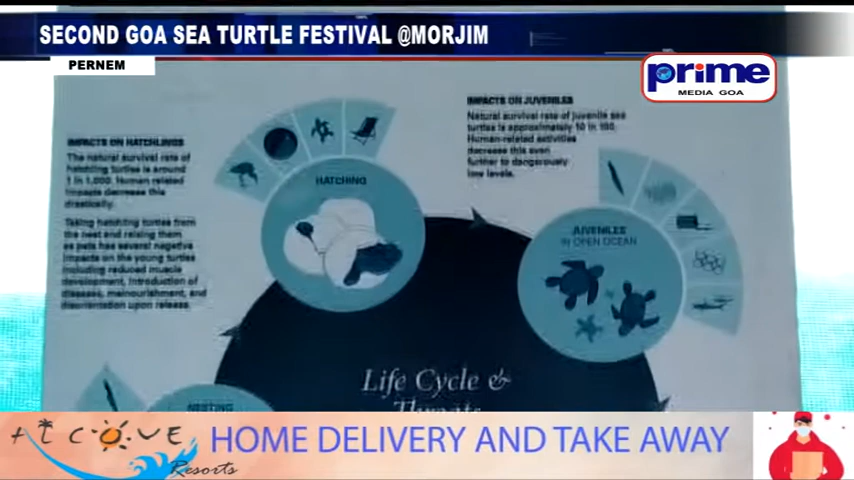 SECOND GOA SEA TURTLE FESTIVAL @MORJIM
PERNEM
prime
MEDIA GOA
IMPACTS ON HATCHLINGS
The natural survival rate of
hatchling turtles is around
1 in 1,000. Human related
impacts decrease this
drastically.
Taking hatchling turtles from
the nest and raising them
as pets has several negative
impacts on the young turtles
including reduced muscle
development, introduction of
diseases, malnourishment, and
disorientation upon release.
HATCHING
IMPACTS ON JUVENILES
Natural survival rate of juvenile sea
turtles is approximately 10 in 100.
Human-related activities
decrease this even
further to dangerously
low levels.
JUVENILES
IN OPEN OCEAN
Life Cycle &
Threats
NESTING
ALCOVE
Resorts
HOME DELIVERY AND TAKE AWAY